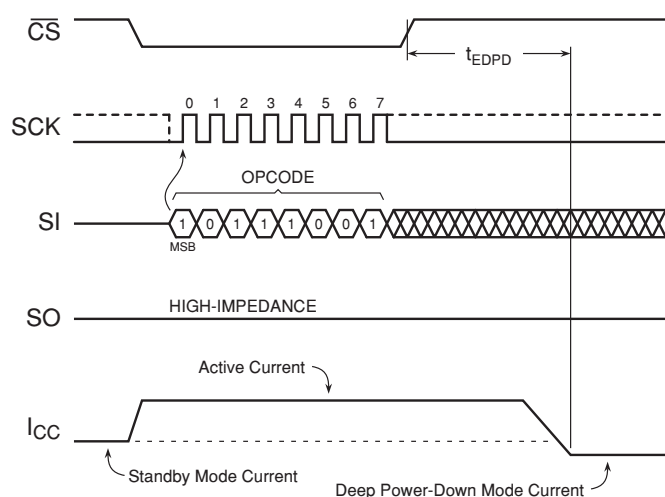 CS
tEDPD
0 1 2 3 4 5 6 7
SCK
OPCODE
SI
1 0 1 1 1 0 0 1
MSB
HIGH-IMPEDANCE
SO
Active Current
ICC
Standby Mode Current
Deep Power-Down Mode Current